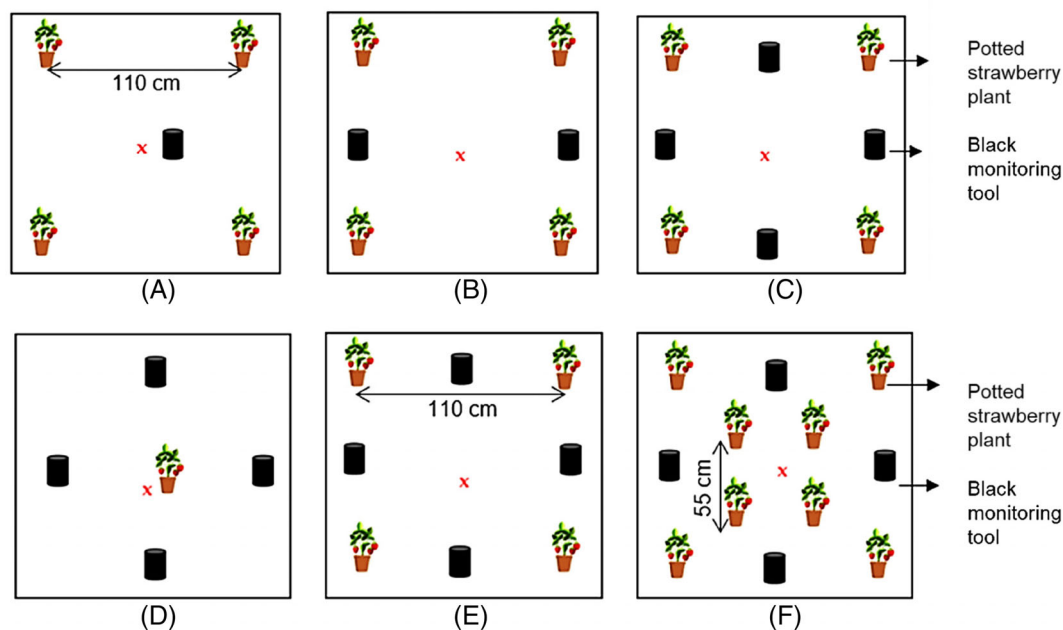 110 cm
x
(A)
x
(B)
x
(C)
Potted
strawberry
plant
Black
monitoring
tool
x
(D)
110 cm
x
(E)
55 cm
x
(F)
Potted
strawberry
plant
Black
monitoring
tool